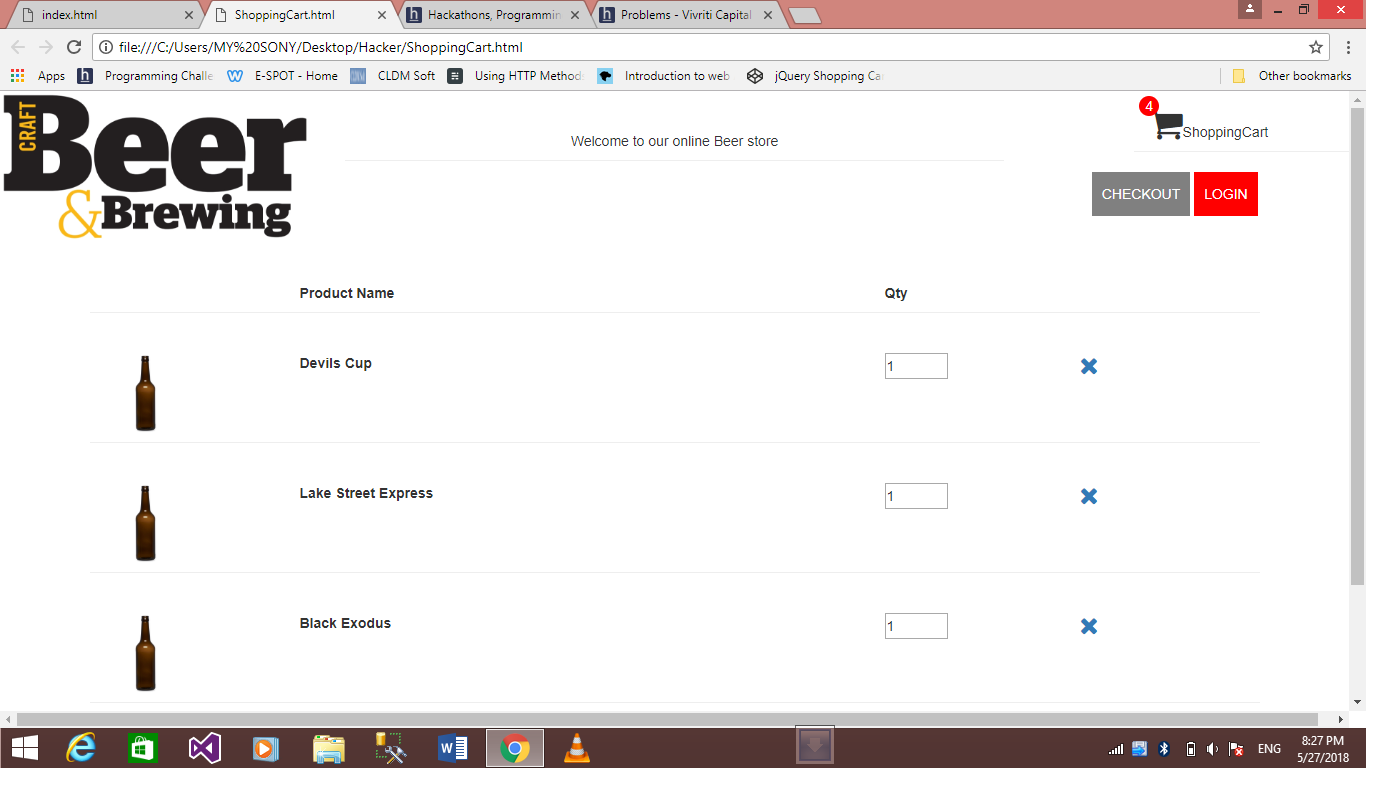 index.html
ShoppingCart.html
Hackathons, Programmin
Problems - Vivriti Capital
file:///C:/Users/MY%20SONY/Desktop/Hacker/ShoppingCart.html
Apps
Programming Challe
E-SPOT - Home
CLDM Soft
Using HTTP Method
Introduction to web
jQuery Shopping Ca
Other bookmarks
CRAFT
Beer
&Brewing
Welcome to our online Beer store
4
ShoppingCart
CHECKOUT
LOGIN
Product Name
Qty
Devils Cup
1
Lake Street Express
1
Black Exodus
1
ENG
8:27 PM
5/27/2018